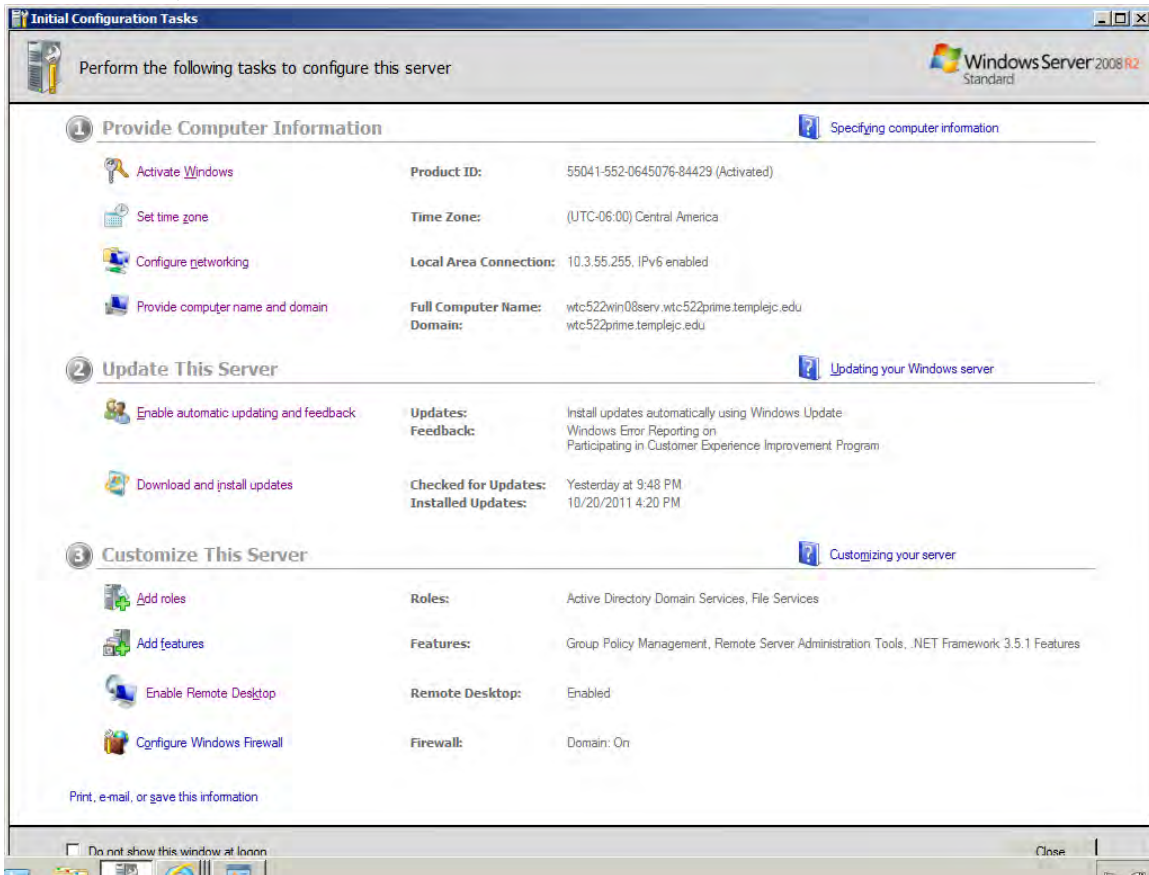 Initial Configuration Tasks
Perform the following tasks to configure this server
Windows Server 2008 R2
Standard
1 Provide Computer Information
Specifying computer information
Activate Windows Product ID: 55041-552-0645076-84429 (Activated)
Set time zone Time Zone: (UTC-06:00) Central America
Configure networking Local Area Connection: 10.3.55.255, IPv6 enabled
Provide computer name and domain Full Computer Name: wtc522win08serv.wtc522prime.templejc.edu
Domain: wtc522prime.templejc.edu
2 Update This Server
Updating your Windows server
Enable automatic updating and feedback Updates: Install updates automatically using Windows Update
Feedback: Windows Error Reporting on
Participating in Customer Experience Improvement Program
Download and install updates Checked for Updates: Yesterday at 9:48 PM
Installed Updates: 10/20/2011 4:20 PM
3 Customize This Server
Customizing your server
Add roles Roles: Active Directory Domain Services, File Services
Add features Features: Group Policy Management, Remote Server Administration Tools, .NET Framework 3.5.1 Features
Enable Remote Desktop Remote Desktop: Enabled
Configure Windows Firewall Firewall: Domain: On
Print, e-mail, or save this information
Do not show this window at logon
Close